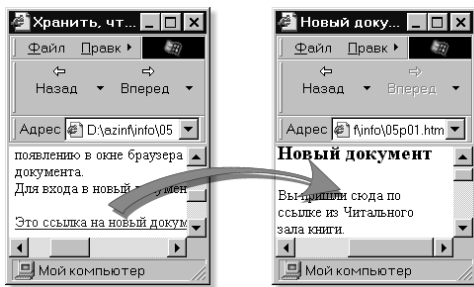 Хранить, чт...
Файл Правк
Назад Вперед
Адрес D:\azinf\info\05
появлению в окне браузера
документа.
Для входа в новый документ
Это ссылка на новый докум
Мой компьютер
Новый доку...
Файл Правк
Назад Вперед
Адрес f\info\05p01.htm
Новый документ
Вы пришли сюда по
ссылке из Читального
зала книги.
Мой компьютер